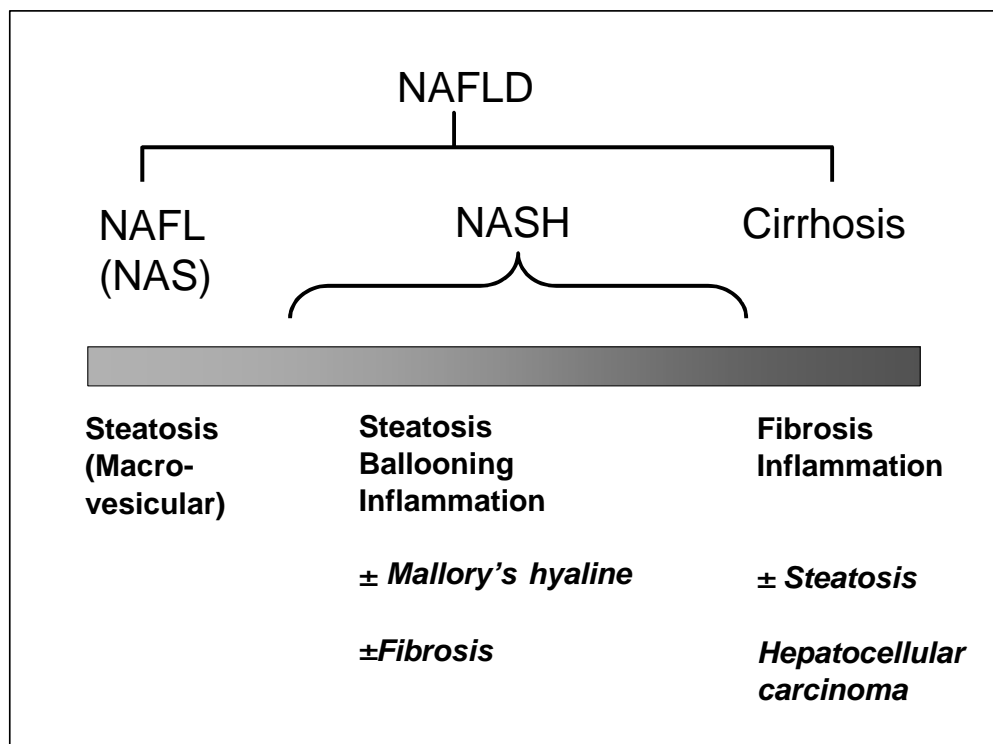 NAFLD
NAFL
(NAS)
NASH
Cirrhosis
Steatosis
(Macro-
vesicular)
Steatosis
Ballooning
Inflammation
± Mallory's hyaline
±Fibrosis
Fibrosis
Inflammation
± Steatosis
Hepatocellular
carcinoma